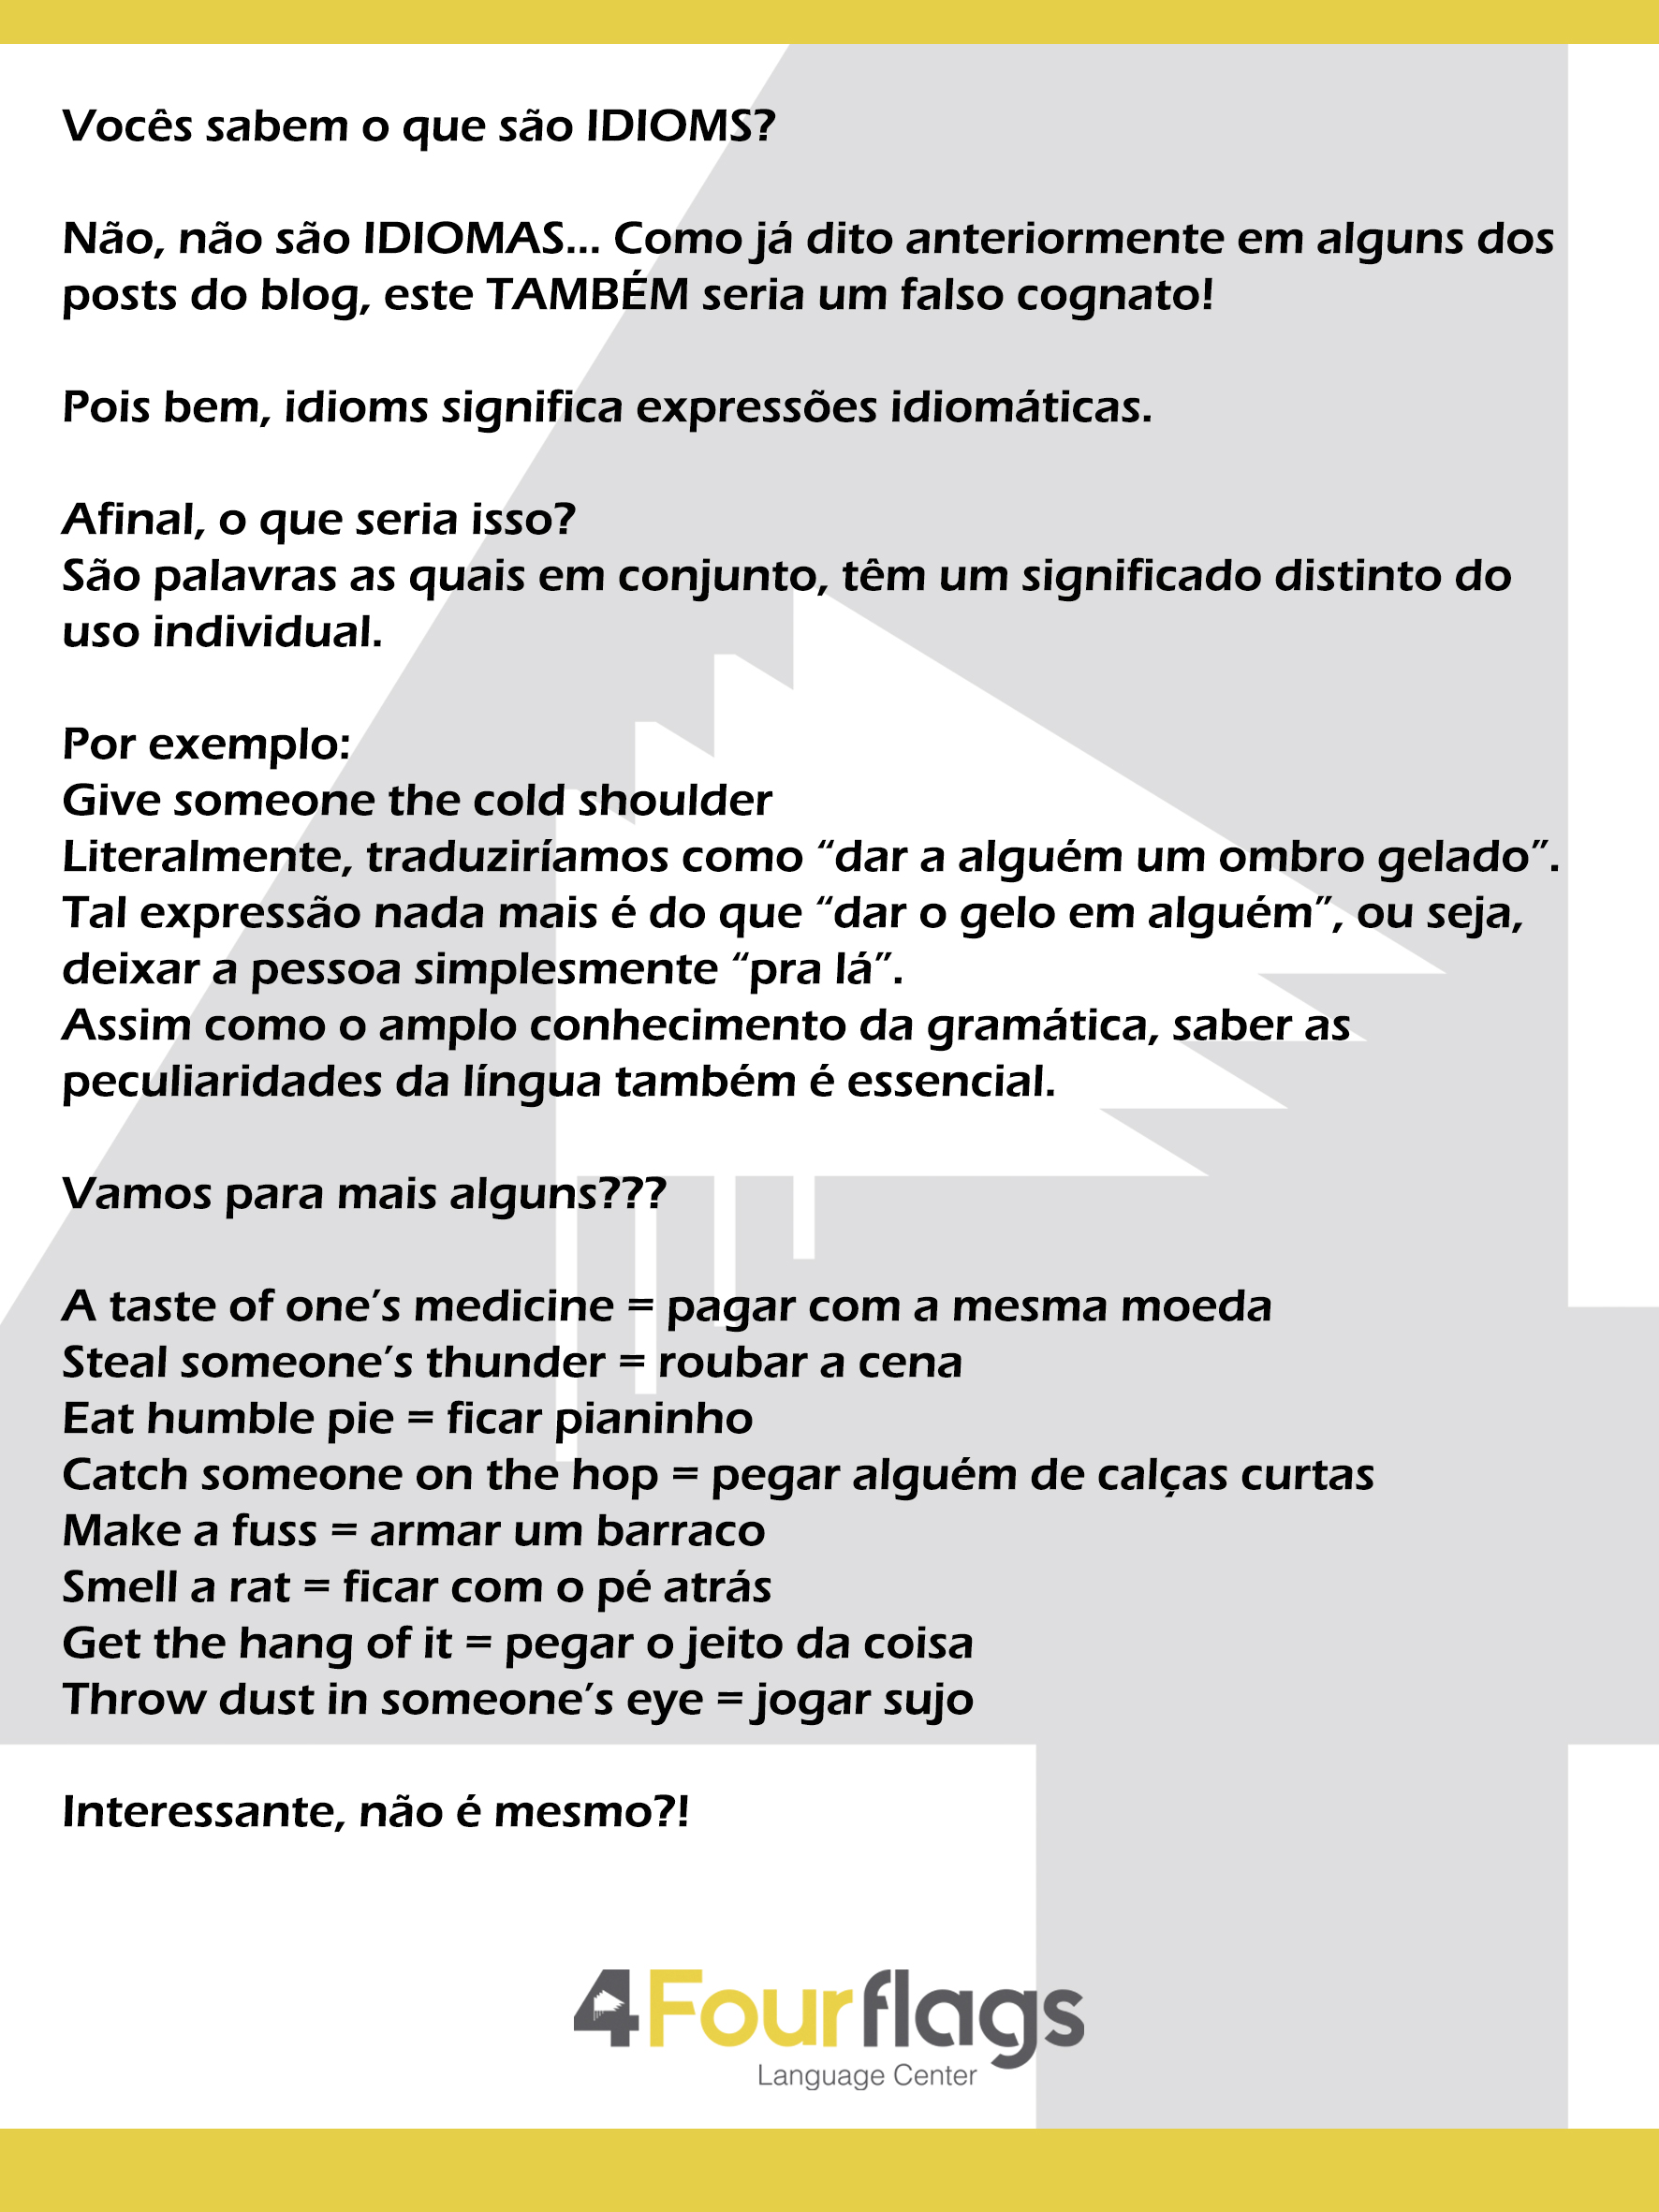 Vocês sabem o que são IDIOMS?
Não, não são IDIOMAS... Como já dito anteriormente em alguns dos
posts do blog, este TAMBÉM seria um falso cognato!
Pois bem, idioms significa expressões idiomáticas.
Afinal, o que seria isso?
São palavras as quais em conjunto, têm um significado distinto do
uso individual.
Por exemplo:
Give someone the cold shoulder
Literalmente, traduziríamos como “dar a alguém um ombro gelado”.
Tal expressão nada mais é do que “dar o gelo em alguém”, ou seja,
deixar a pessoa simplesmente “pra lá”.
Assim como o amplo conhecimento da gramática, saber as
peculiaridades da língua também é essencial.
Vamos para mais alguns???
A taste of one’s medicine = pagar com a mesma moeda
Steal someone’s thunder = roubar a cena
Eat humble pie = ficar pianinho
Catch someone on the hop = pegar alguém de calças curtas
Make a fuss = armar um barraco
Smell a rat = ficar com o pé atrás
Get the hang of it = pegar o jeito da coisa
Throw dust in someone’s eye = jogar sujo
Interessante, não é mesmo?!
4 Fourflags
Language Center